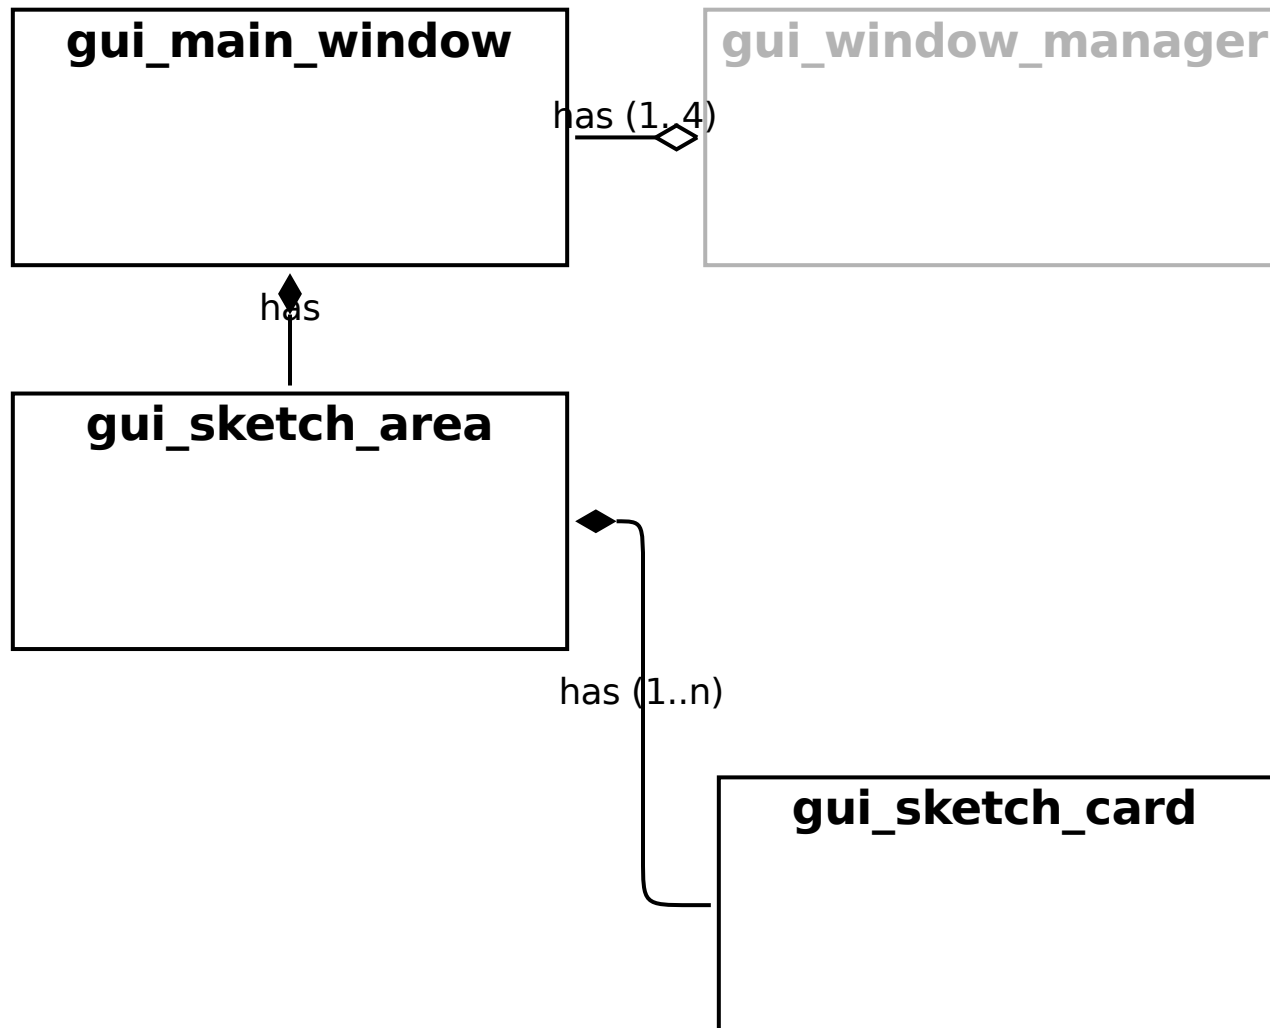 gui_main_window
gui_window_manager
has (1..4)
has
gui_sketch_area
has (1..n)
gui_sketch_card